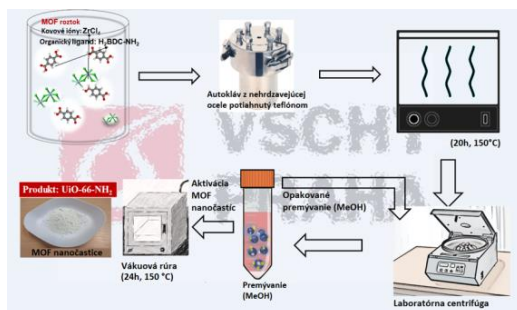 MOF roztok
Kovové ióny: ZrCl4
Organický ligand: H2BDC-NH2
Autokláv z nehrdzavejúcej
ocele potiahnutý teflónom
(20h, 150°C)
VSCHT
PRAHA
Produkt: UiO-66-NH2
MOF nanočastice
Aktivácia
MOF
nanočastíc
Vákuová rúra
(24h, 150 °C)
Opakované
premývanie (MeOH)
Premývanie
(MeOH)
Laboratórna centrifúga